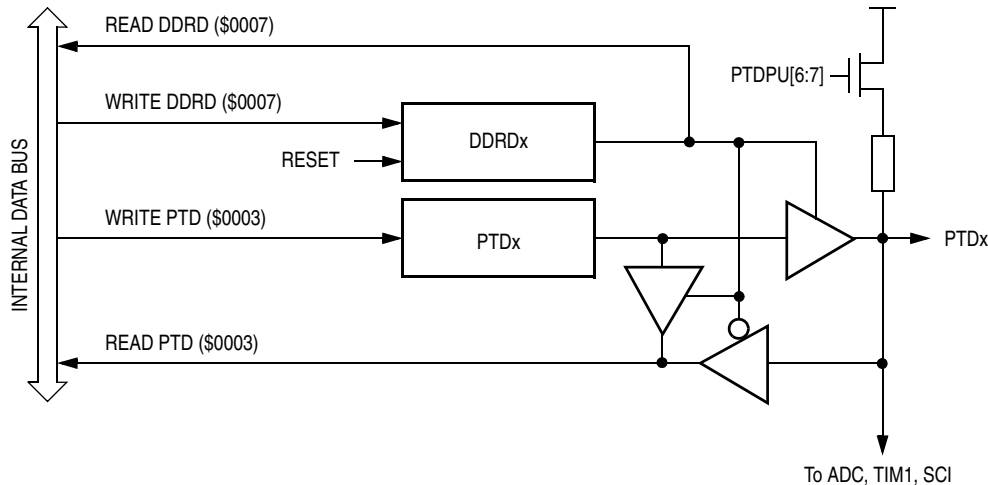 READ DDRD ($0007)
PTDPU[6:7]
WRITE DDRD ($0007)
DDRDx
RESET
INTERNAL DATA BUS
WRITE PTD ($0003)
PTDx
PTDx
READ PTD ($0003)
To ADC, TIM1, SCI